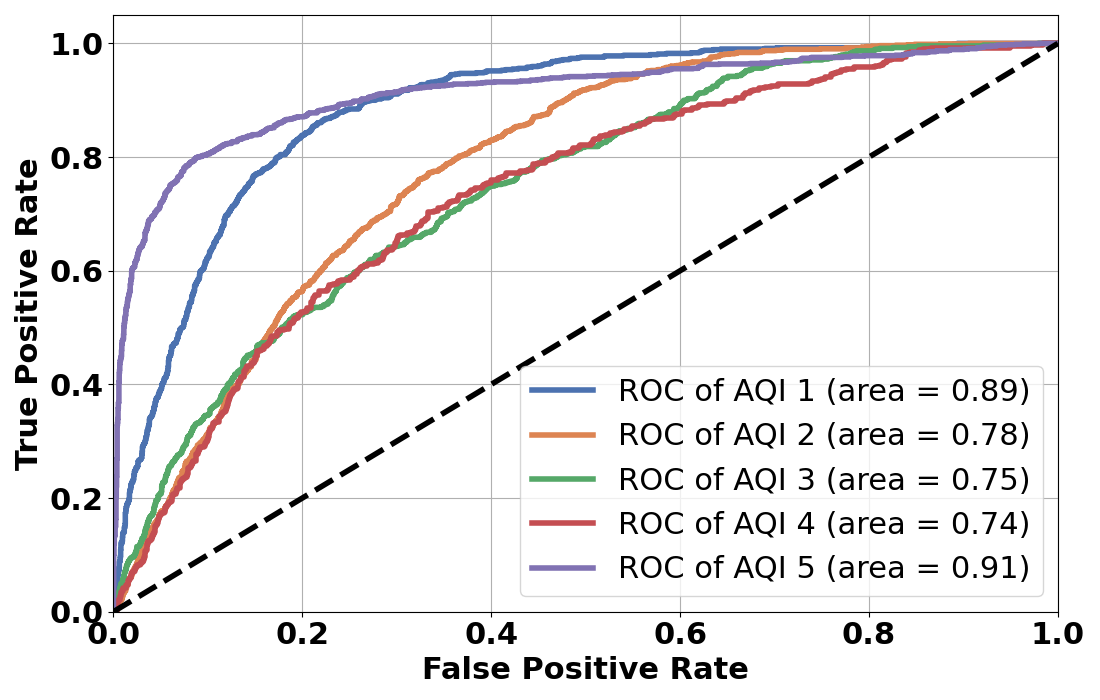 1.0
0.8
0.6
0.4
0.2
0.0
True Positive Rate
ROC of AQI 1 (area = 0.89)
ROC of AQI 2 (area = 0.78)
ROC of AQI 3 (area = 0.75)
ROC of AQI 4 (area = 0.74)
ROC of AQI 5 (area = 0.91)
0.0 0.2 0.4 0.6 0.8 1.0
False Positive Rate